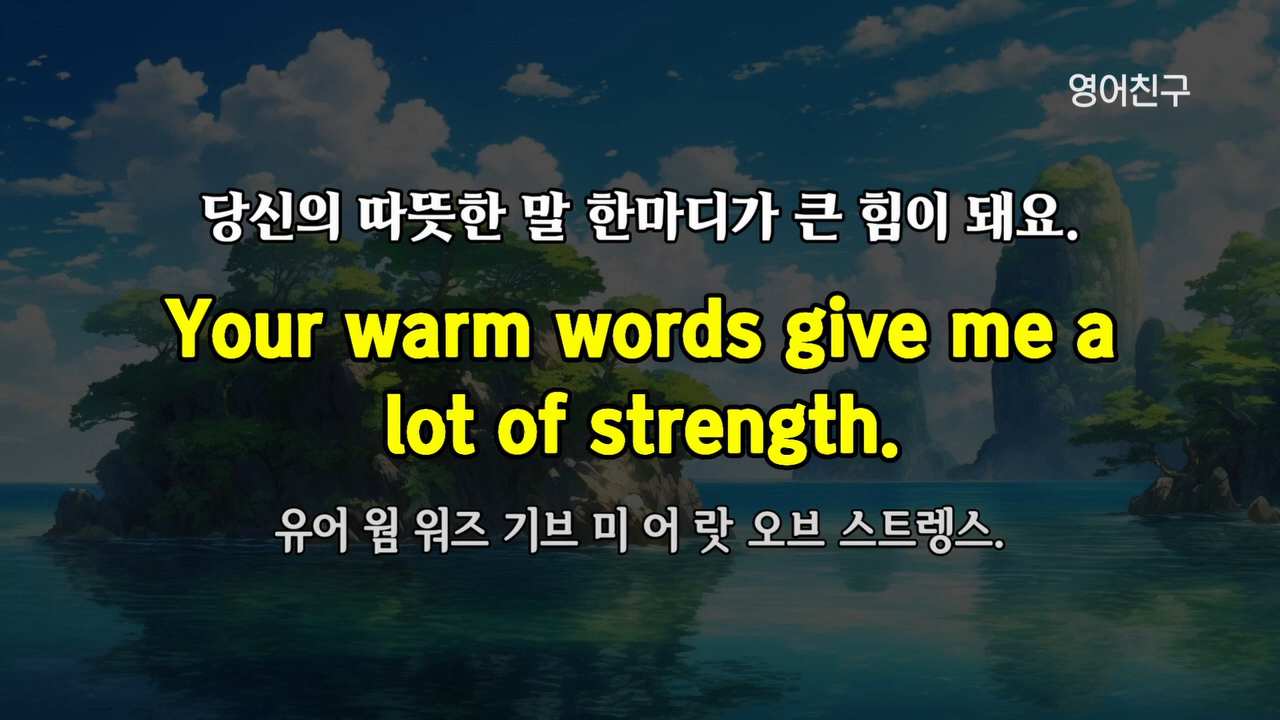 영어친구
당신의 따뜻한 말 한마디가 큰 힘이 돼요.
Your warm words give me a
lot of strength.
유어 웜 워즈 기브 미 어 랏 오브 스트렝스.